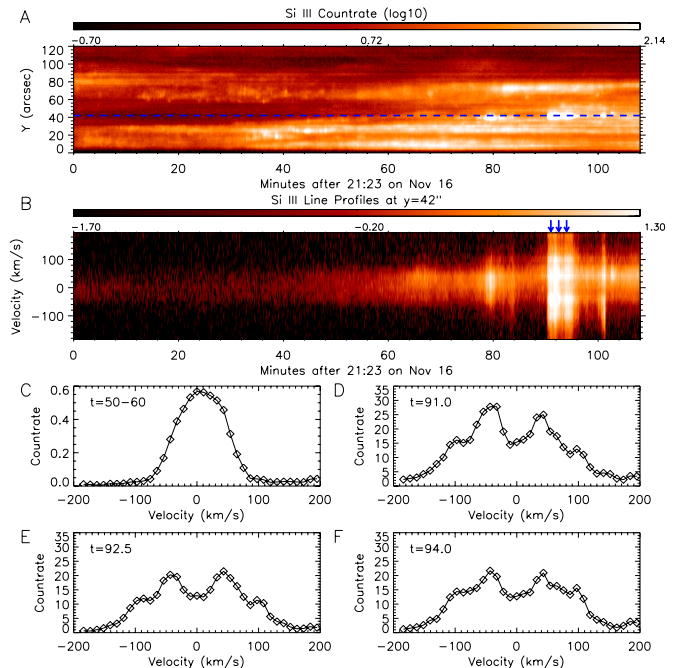 A
Si III Countrate (log10)
−0.70 0.72 2.14
120
100
80
60
40
20
0
Y (arcsec)
0 20 40 60 80 100
Minutes after 21:23 on Nov 16
B
Si III Line Profiles at y=42"
−1.70 −0.20 1.30
100
0
−100
Velocity (km/s)
0 20 40 60 80 100
Minutes after 21:23 on Nov 16
C
t=50−60
0.6
0.4
0.2
0.0
Countrate
−200 −100 0 100 200
Velocity (km/s)
D
t=91.0
35
30
25
20
15
10
5
0
Countrate
−200 −100 0 100 200
Velocity (km/s)
E
t=92.5
35
30
25
20
15
10
5
0
Countrate
−200 −100 0 100 200
Velocity (km/s)
F
t=94.0
35
30
25
20
15
10
5
0
Countrate
−200 −100 0 100 200
Velocity (km/s)